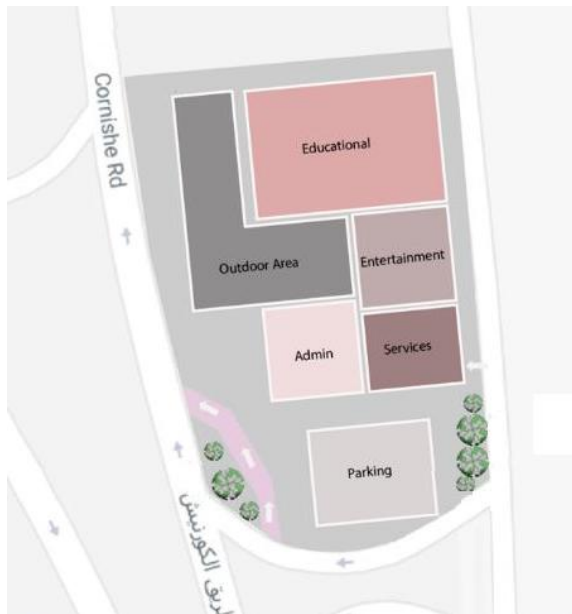 Cornishe Rd
Educational
Outdoor Area
Entertainment
Admin
Services
Parking
طريق الكورنيش